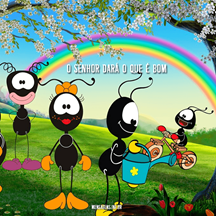 O SENHOR DARÁ O QUE É BOM